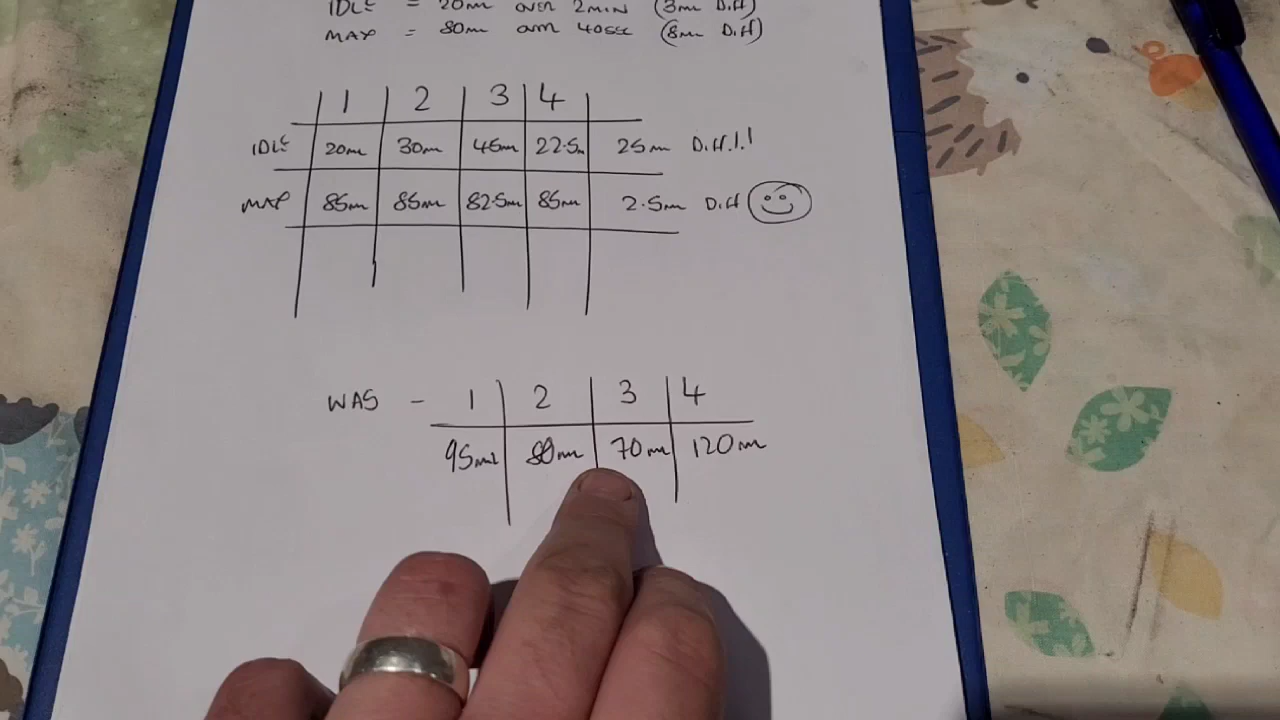 IDLE = 20ml over 2MIN (3ml Diff)
MAX = 80ml over 40sec (8ml Diff)
1 2 3 4
IDLE 20ml 30ml 45ml 22.5ml 25ml Diff.!!
MAX 85ml 85ml 82.5ml 85ml 2.5ml Diff
WAS - 1 2 3 4
95ml 80ml 70ml 120ml